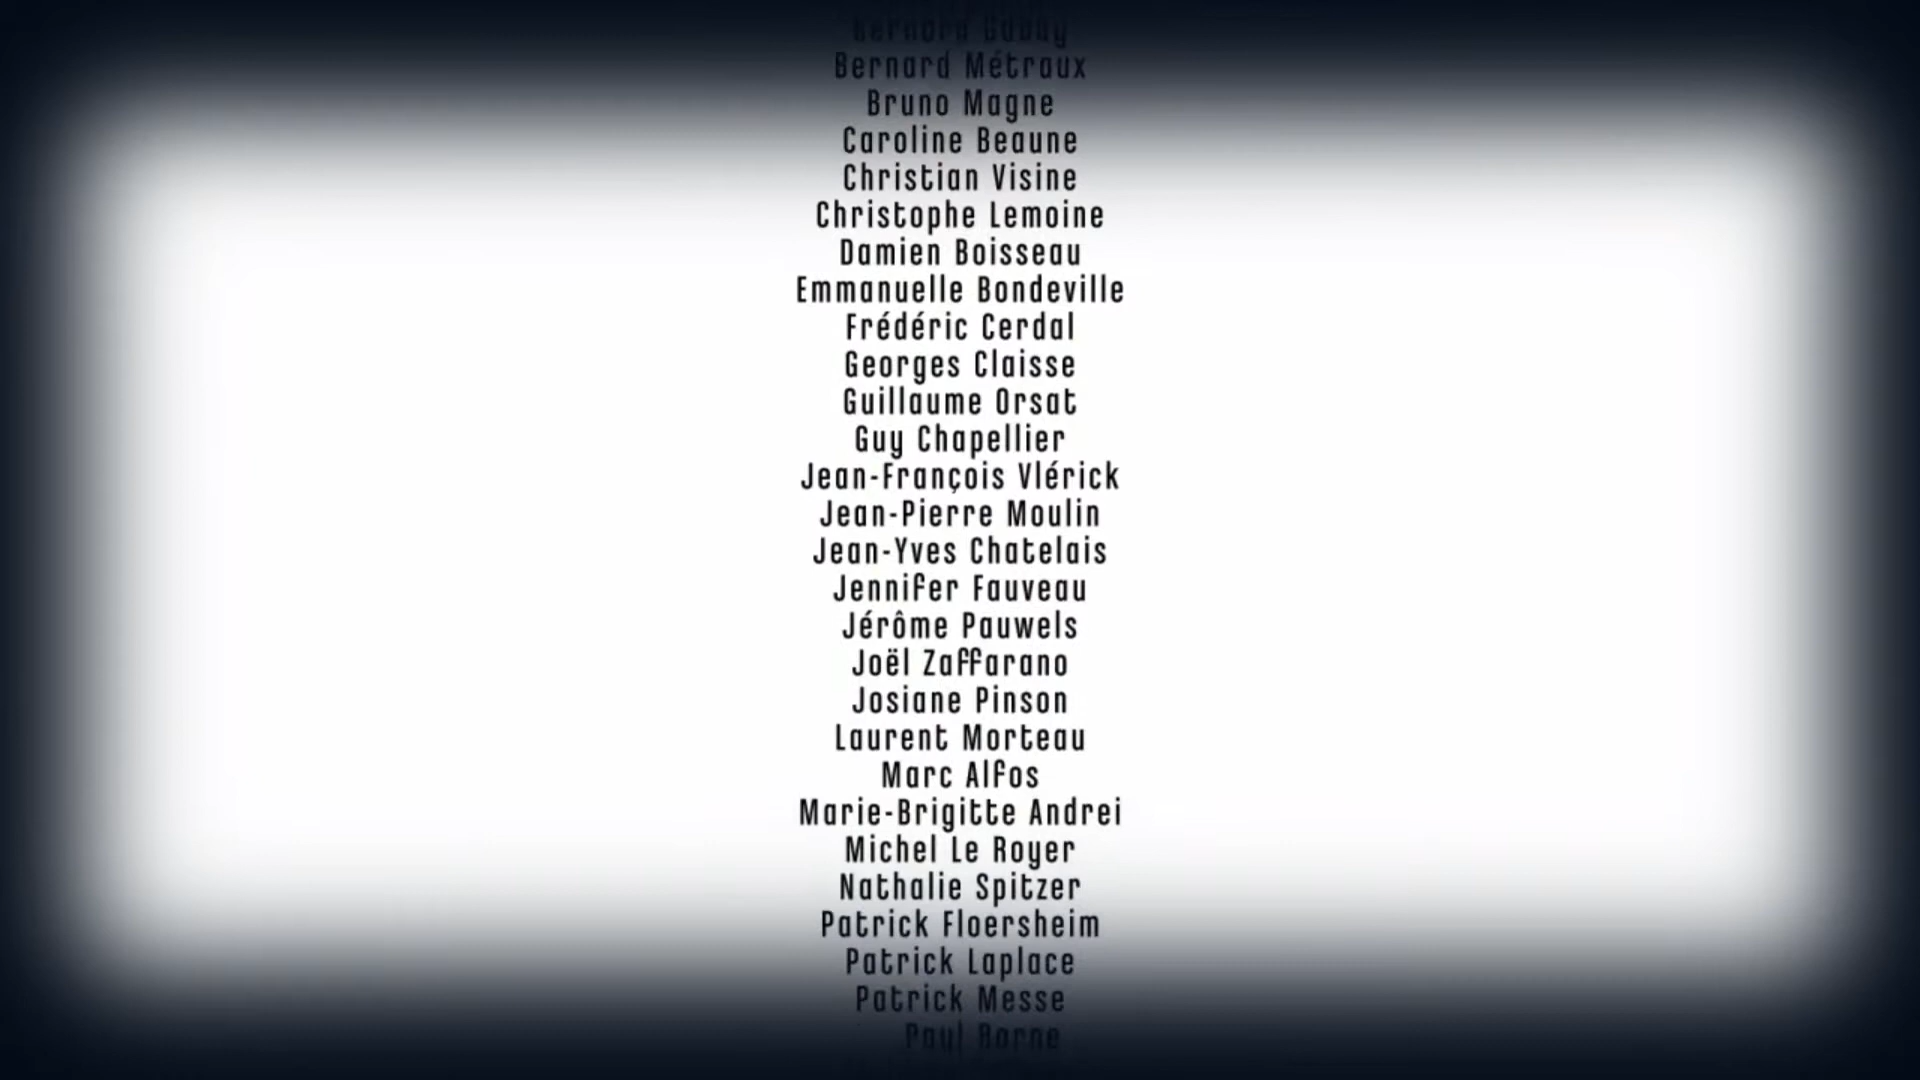 Bernard Gabay
Bernard Métraux
Bruno Magne
Caroline Beaune
Christian Visine
Christophe Lemoine
Damien Boisseau
Emmanuelle Bondeville
Frédéric Cerdal
Georges Claisse
Guillaume Orsat
Guy Chapellier
Jean-François Vlérick
Jean-Pierre Moulin
Jean-Yves Chatelais
Jennifer Fauveau
Jérôme Pauwels
Joël Zaffarano
Josiane Pinson
Laurent Morteau
Marc Alfos
Marie-Brigitte Andrei
Michel Le Royer
Nathalie Spitzer
Patrick Floersheim
Patrick Laplace
Patrick Messe
Paul Borne